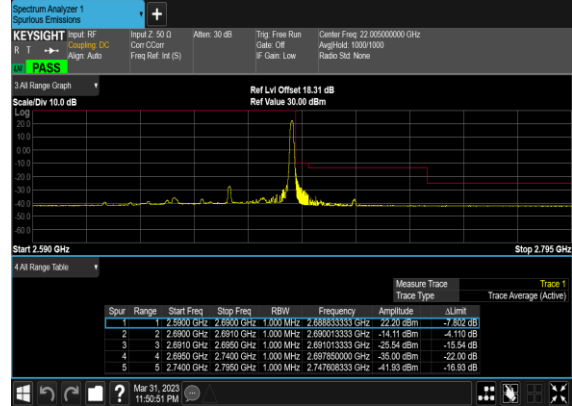 Spectrum Analyzer 1
Spurious Emissions
KEYSIGHT Input: RF Input Z: 50 Ω Atten: 30 dB Trig: Free Run Center Freq: 22.005000000 GHz
R T Coupling: DC Corr CCorr Gate: Off Avg|Hold: 1000/1000
Align: Auto Freq Ref: Int (S) IF Gain: Low Radio Std: None
PASS
3 All Range Graph
Ref Lvl Offset 18.31 dB
Scale/Div 10.0 dB Ref Value 30.00 dBm
Log
20.0
10.0
0.00
-10.0
-20.0
-30.0
-40.0
-50.0
-60.0
Start 2.590 GHz Stop 2.795 GHz
4 All Range Table
Measure Trace Trace 1
Trace Type Trace Average (Active)
Spur Range Start Freq Stop Freq RBW Frequency Amplitude ΔLimit
1 1 2.5900 GHz 2.6900 GHz 1.000 MHz 2.688833333 GHz 22.20 dBm -7.802 dB
2 2 2.6900 GHz 2.6910 GHz 1.000 MHz 2.690013333 GHz -14.11 dBm -4.110 dB
3 3 2.6910 GHz 2.6950 GHz 1.000 MHz 2.691013333 GHz -25.54 dBm -15.54 dB
4 4 2.6950 GHz 2.7400 GHz 1.000 MHz 2.697850000 GHz -35.00 dBm -22.00 dB
5 5 2.7400 GHz 2.7950 GHz 1.000 MHz 2.747608333 GHz -41.93 dBm -16.93 dB
Mar 31, 2023
11:50:51 PM